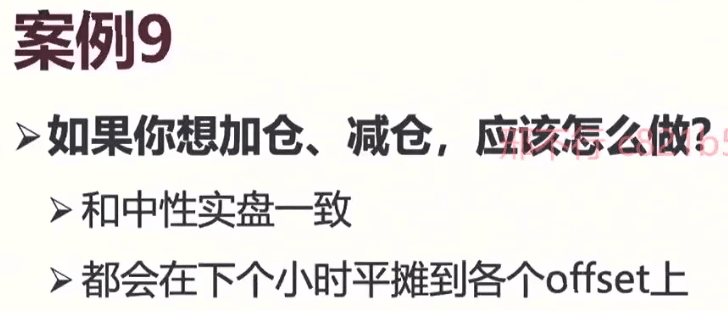 案例9
➢如果你想加仓、减仓，应该怎么做?
➢和中性实盘一致
➢都会在下个小时平摊到各个offset上